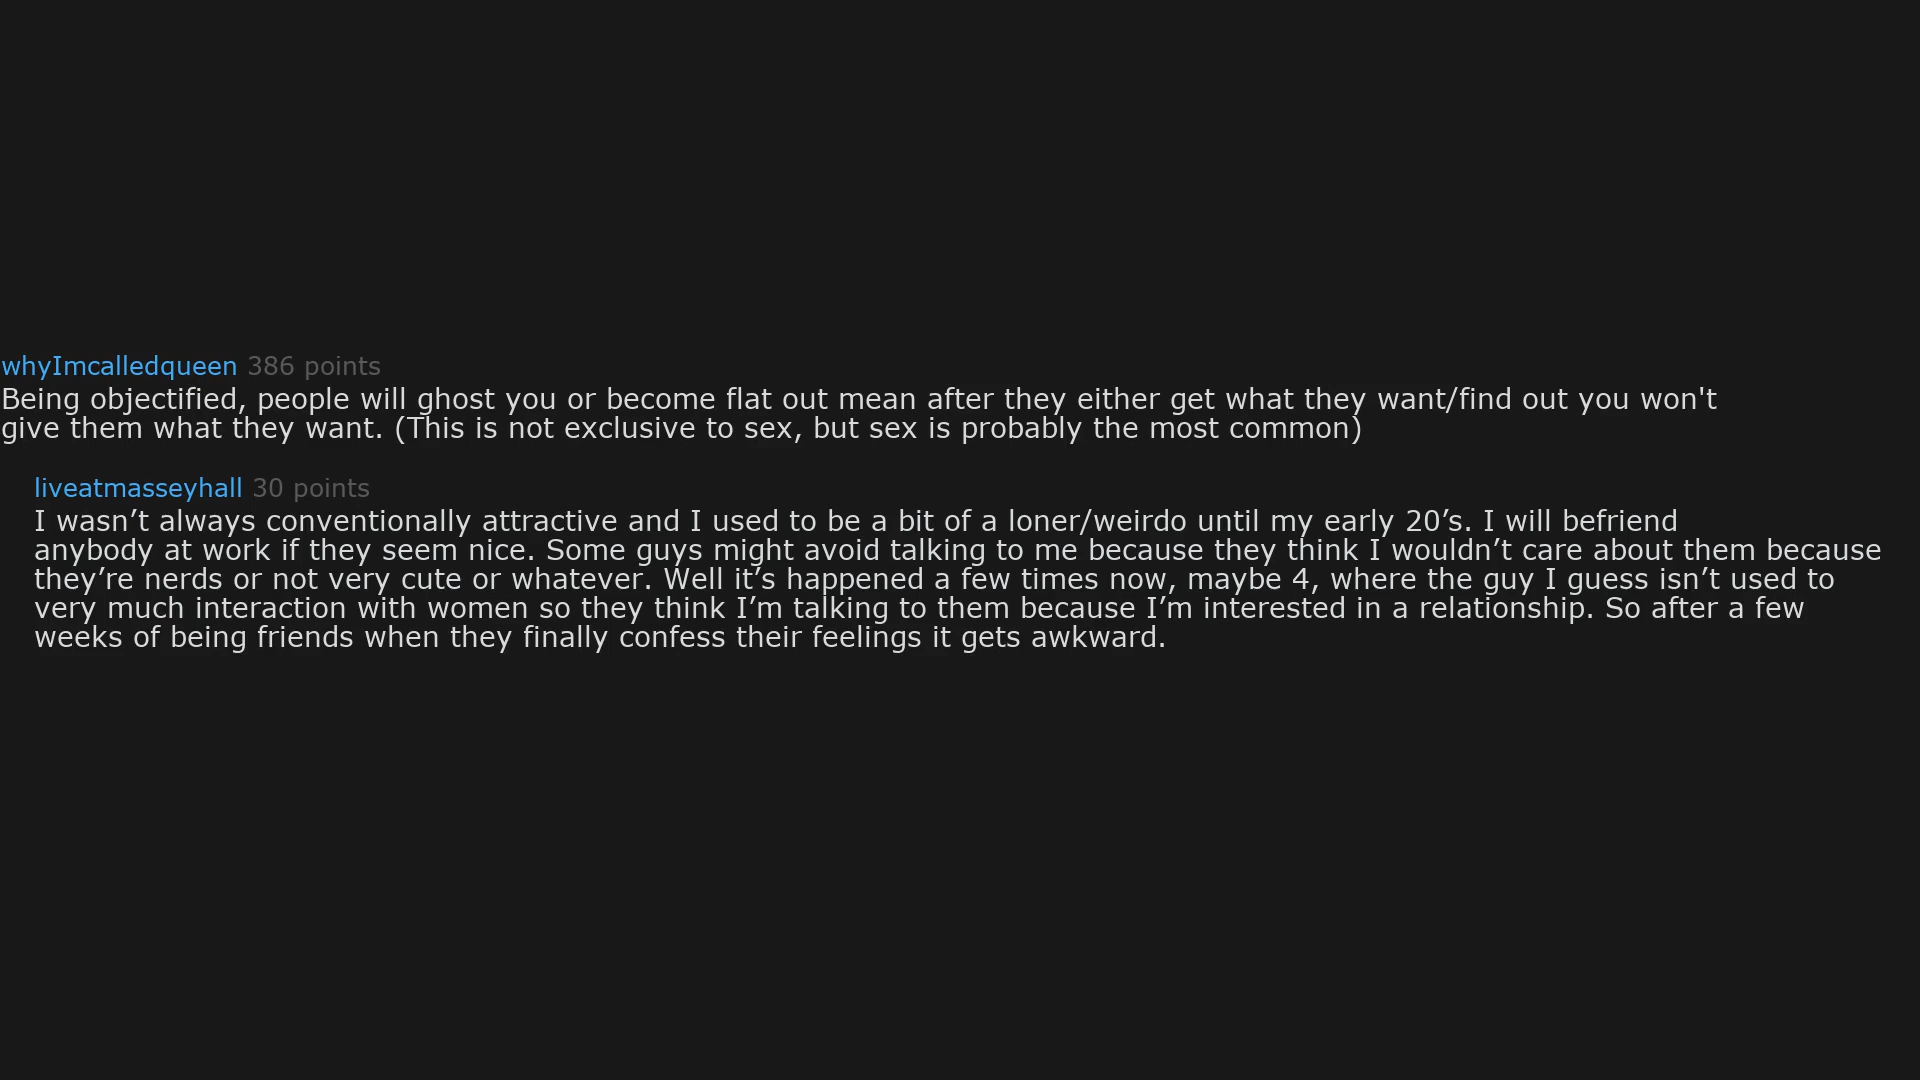 whyImcalledqueen 386 points
Being objectified, people will ghost you or become flat out mean after they either get what they want/find out you won't
give them what they want. (This is not exclusive to sex, but sex is probably the most common)
liveatmasseyhall 30 points
I wasn’t always conventionally attractive and I used to be a bit of a loner/weirdo until my early 20’s. I will befriend
anybody at work if they seem nice. Some guys might avoid talking to me because they think I wouldn’t care about them because
they’re nerds or not very cute or whatever. Well it’s happened a few times now, maybe 4, where the guy I guess isn’t used to
very much interaction with women so they think I’m talking to them because I’m interested in a relationship. So after a few
weeks of being friends when they finally confess their feelings it gets awkward.